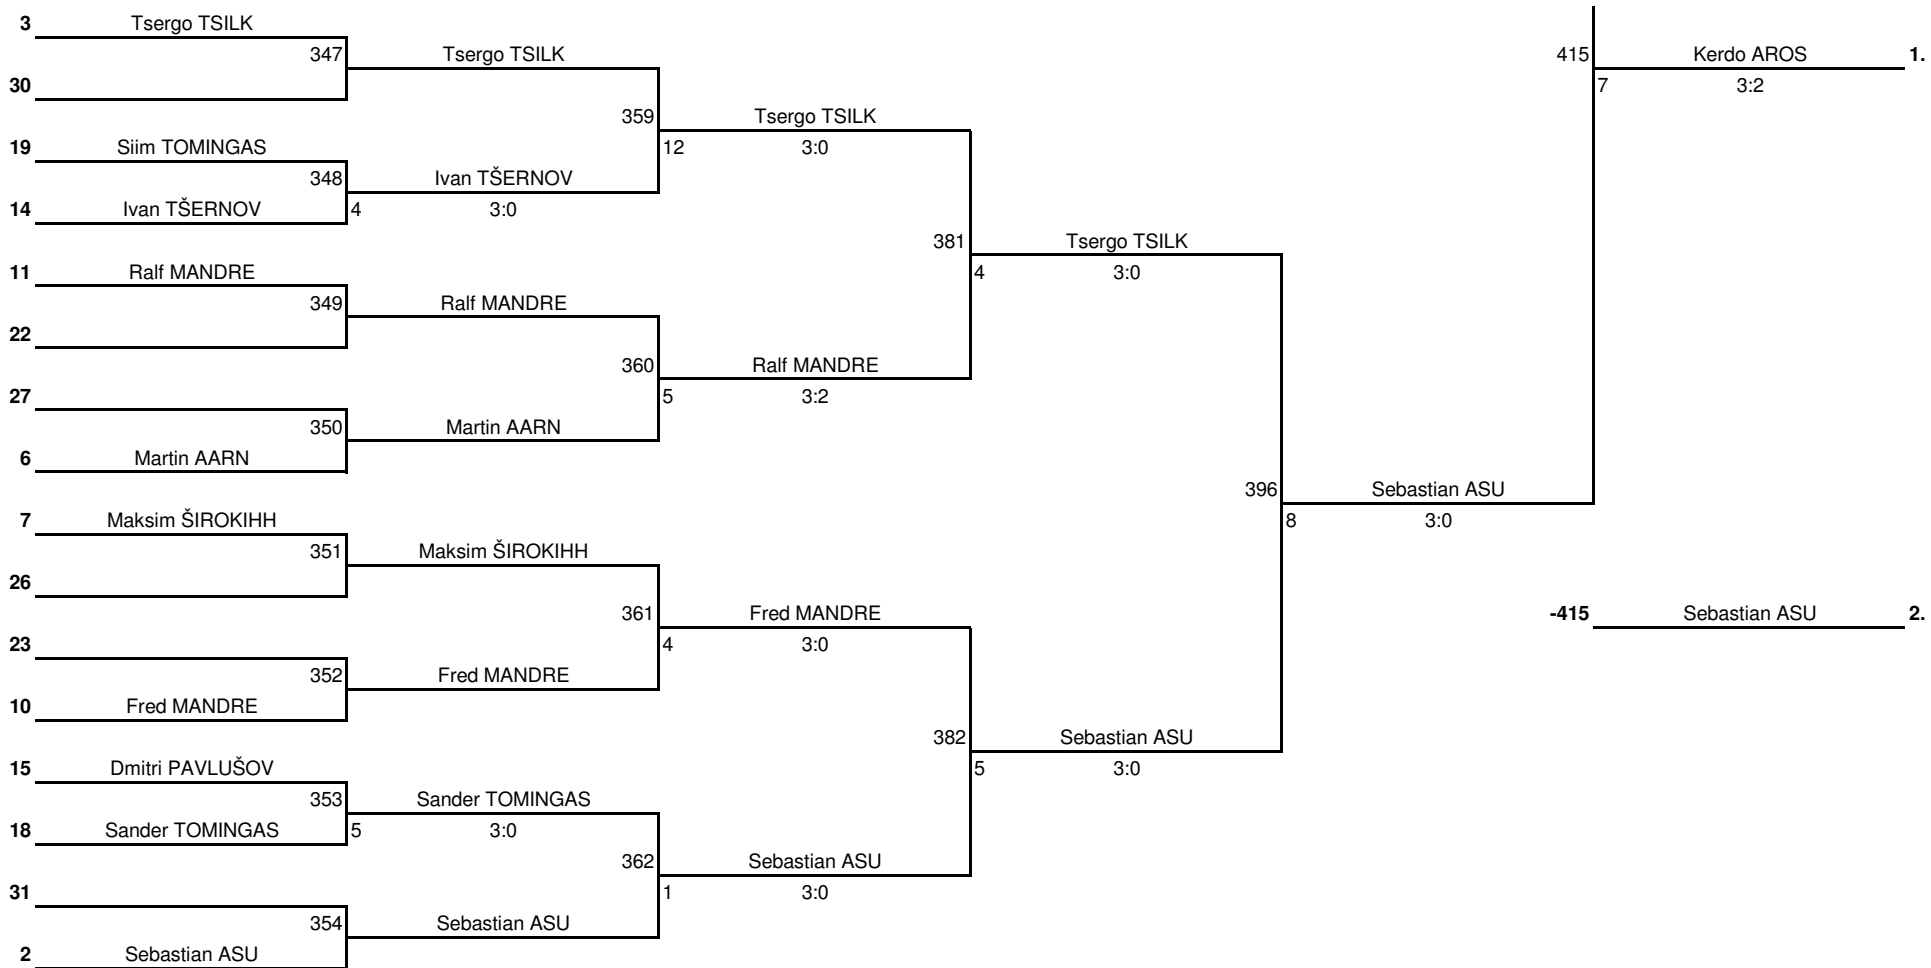 3 Tsergo TSILK
347 Tsergo TSILK 415 Kerdo AROS 1.
30 7 3:2
359 Tsergo TSILK
19 Siim TOMINGAS 12 3:0
348 Ivan TŠERNOV
14 Ivan TŠERNOV 4 3:0
381 Tsergo TSILK
11 Ralf MANDRE 4 3:0
349 Ralf MANDRE
22
360 Ralf MANDRE
27 5 3:2
350 Martin AARN
6 Martin AARN
396 Sebastian ASU
7 Maksim ŠIROKIHH 8 3:0
351 Maksim ŠIROKIHH
26
361 Fred MANDRE -415 Sebastian ASU 2.
23 4 3:0
352 Fred MANDRE
10 Fred MANDRE
382 Sebastian ASU
15 Dmitri PAVLUŠOV 5 3:0
353 Sander TOMINGAS
18 Sander TOMINGAS 5 3:0
362 Sebastian ASU
31 1 3:0
354 Sebastian ASU
2 Sebastian ASU